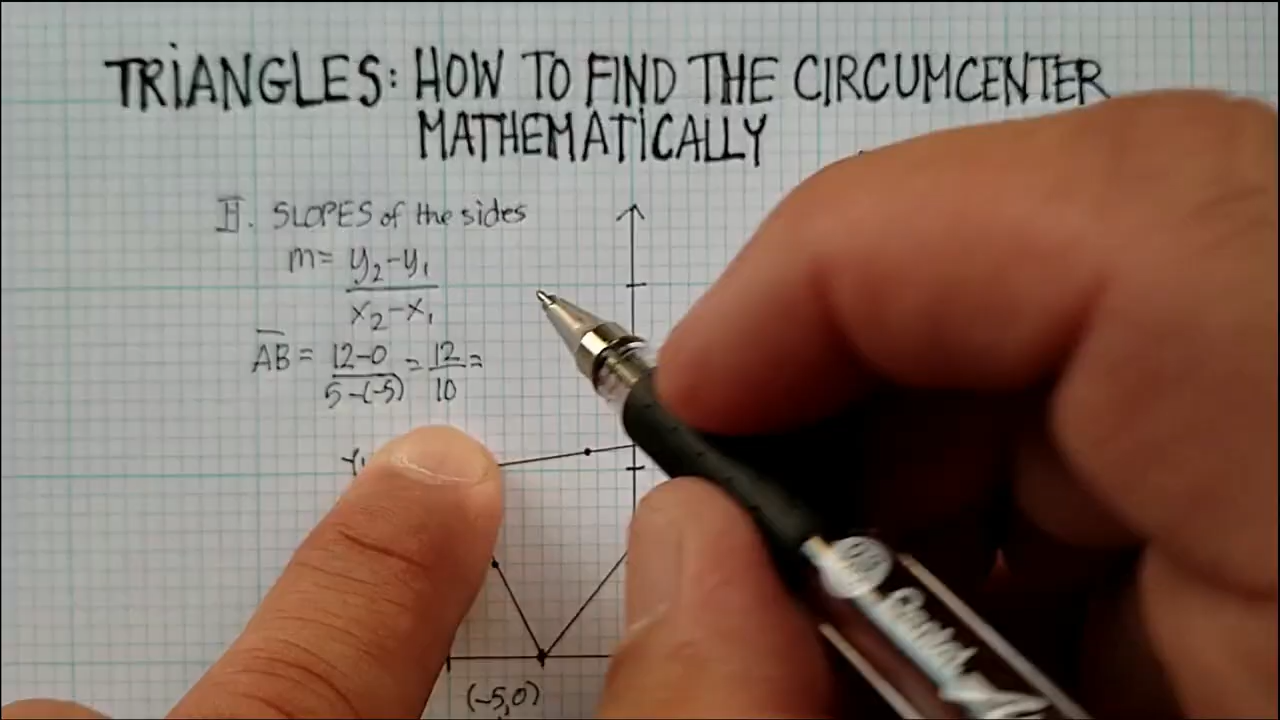 TRiANGLES: HOW TO FIND THE CIRCUMCENTER
MATHEMATiCALLY
II. SLOPES of the sides
m = y₂-y₁
x₂-x₁
AB = 12-0 = 12 =
5-(-5) 10
(-5,0)